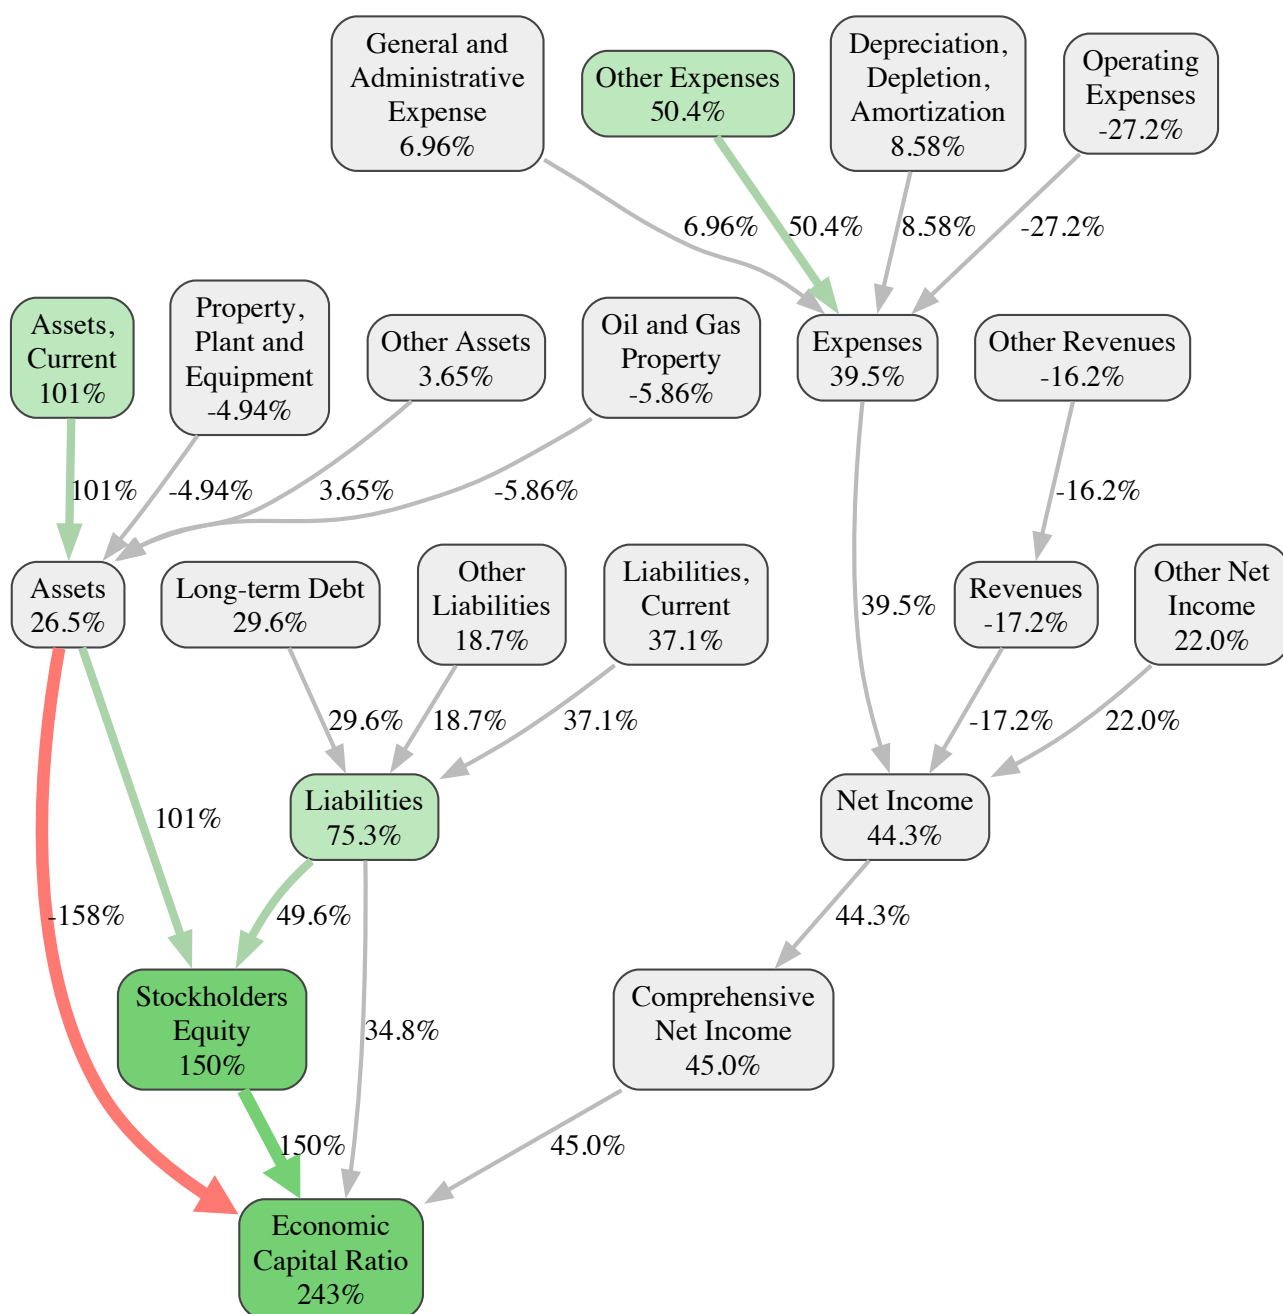 General and
Administrative
Expense
6.96%
Other Expenses
50.4%
Depreciation,
Depletion,
Amortization
8.58%
Operating
Expenses
-27.2%
6.96%
50.4%
8.58%
-27.2%
Assets,
Current
101%
Property,
Plant and
Equipment
-4.94%
Other Assets
3.65%
Oil and Gas
Property
-5.86%
Expenses
39.5%
Other Revenues
-16.2%
101%
-4.94%
3.65%
-5.86%
-16.2%
Assets
26.5%
Long-term Debt
29.6%
Other
Liabilities
18.7%
Liabilities,
Current
37.1%
39.5%
Revenues
-17.2%
Other Net
Income
22.0%
29.6%
18.7%
37.1%
-17.2%
22.0%
101%
Liabilities
75.3%
Net Income
44.3%
-158%
49.6%
44.3%
Stockholders
Equity
150%
34.8%
Comprehensive
Net Income
45.0%
150%
45.0%
Economic
Capital Ratio
243%